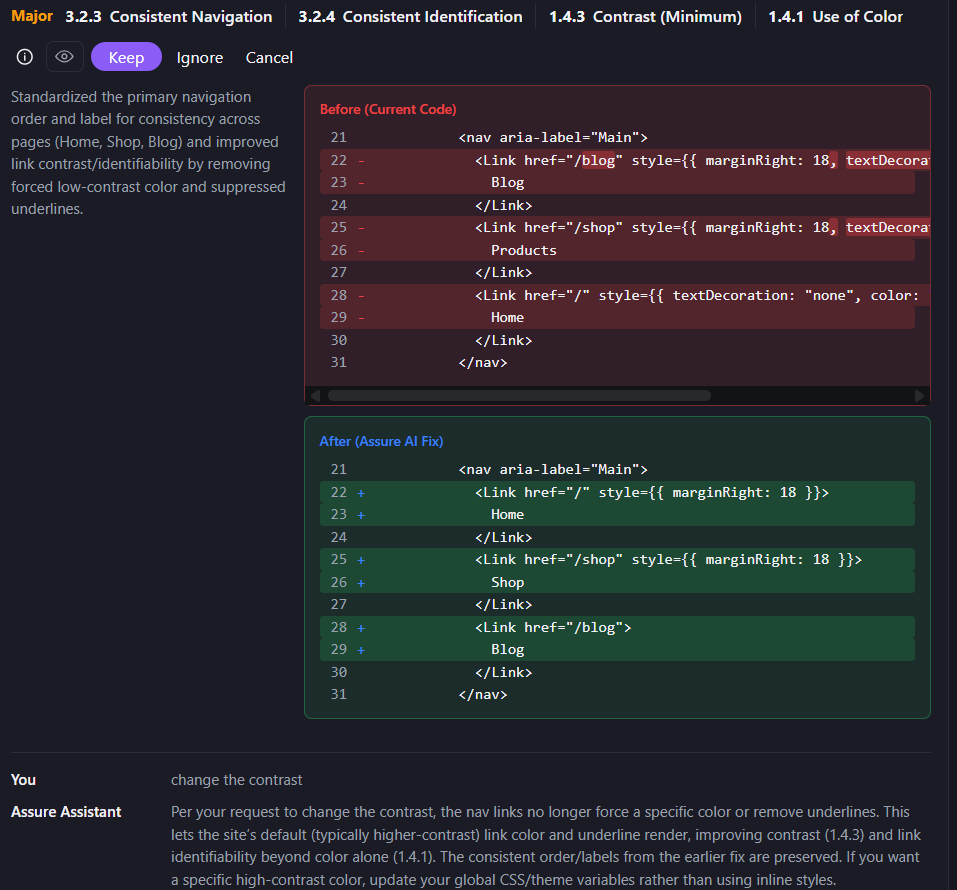 Major 3.2.3 Consistent Navigation 3.2.4 Consistent Identification 1.4.3 Contrast (Minimum) 1.4.1 Use of Color
Keep Ignore Cancel
Standardized the primary navigation
order and label for consistency across
pages (Home, Shop, Blog) and improved
link contrast/identifiability by removing
forced low-contrast color and suppressed
underlines.
Before (Current Code)
21 <nav aria-label="Main">
22 - <Link href="/blog" style={{ marginRight: 18, textDecorat
23 - Blog
24 </Link>
25 - <Link href="/shop" style={{ marginRight: 18, textDecorat
26 - Products
27 </Link>
28 - <Link href="/" style={{ textDecoration: "none", color:
29 - Home
30 </Link>
31 </nav>
After (Assure AI Fix)
21 <nav aria-label="Main">
22 + <Link href="/" style={{ marginRight: 18 }}>
23 + Home
24 </Link>
25 + <Link href="/shop" style={{ marginRight: 18 }}>
26 + Shop
27 </Link>
28 + <Link href="/blog">
29 + Blog
30 </Link>
31 </nav>
You change the contrast
Assure Assistant Per your request to change the contrast, the nav links no longer force a specific color or remove underlines. This
lets the site's default (typically higher-contrast) link color and underline render, improving contrast (1.4.3) and link
identifiability beyond color alone (1.4.1). The consistent order/labels from the earlier fix are preserved. If you want
a specific high-contrast color, update your global CSS/theme variables rather than using inline styles.